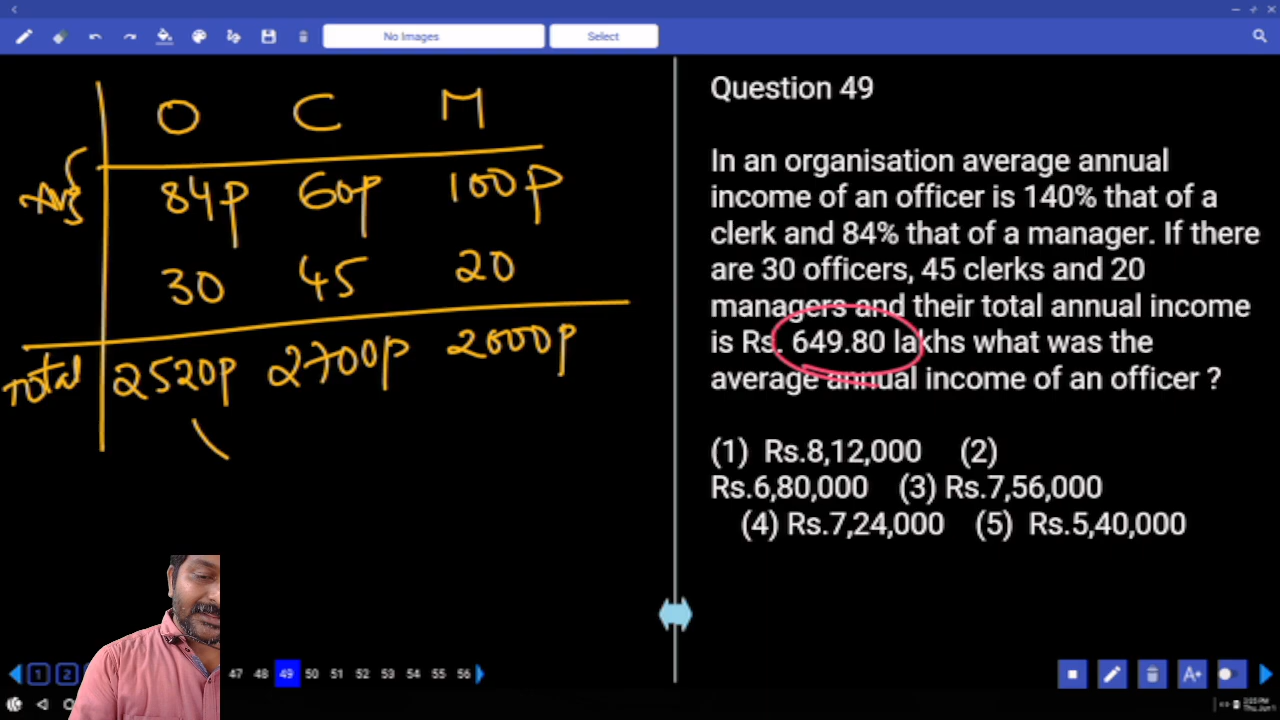 No Images
Select
O C M
Avg 84p 60p 100p
30 45 20
Total 2520p 2700p 2000p
Question 49
In an organisation average annual
income of an officer is 140% that of a
clerk and 84% that of a manager. If there
are 30 officers, 45 clerks and 20
managers and their total annual income
is Rs. 649.80 lakhs what was the
average annual income of an officer ?
(1) Rs.8,12,000 (2)
Rs.6,80,000 (3) Rs.7,56,000
(4) Rs.7,24,000 (5) Rs.5,40,000
1 2 47 48 49 50 51 52 53 54 55 56
A+